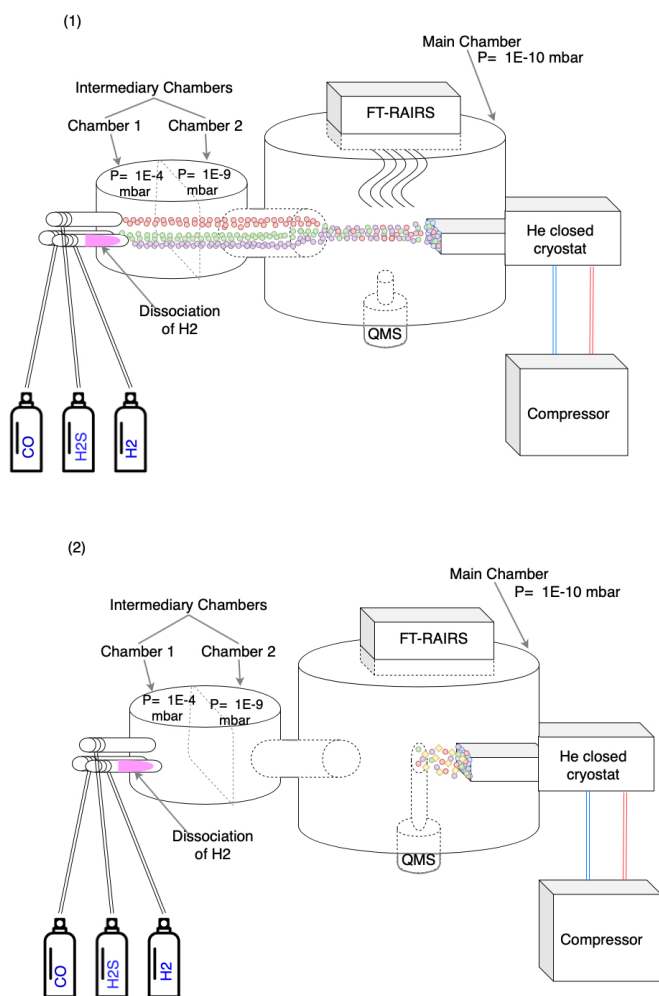 (1)
Main Chamber
P= 1E-10 mbar
Intermediary Chambers
FT-RAIRS
Chamber 1
Chamber 2
P= 1E-4
mbar
P= 1E-9
mbar
He closed
cryostat
Dissociation
of H2
QMS
Compressor
CO
H2S
H2
(2)
Main Chamber
P= 1E-10 mbar
Intermediary Chambers
FT-RAIRS
Chamber 1
Chamber 2
P= 1E-4
mbar
P= 1E-9
mbar
He closed
cryostat
Dissociation
of H2
QMS
Compressor
CO
H2S
H2